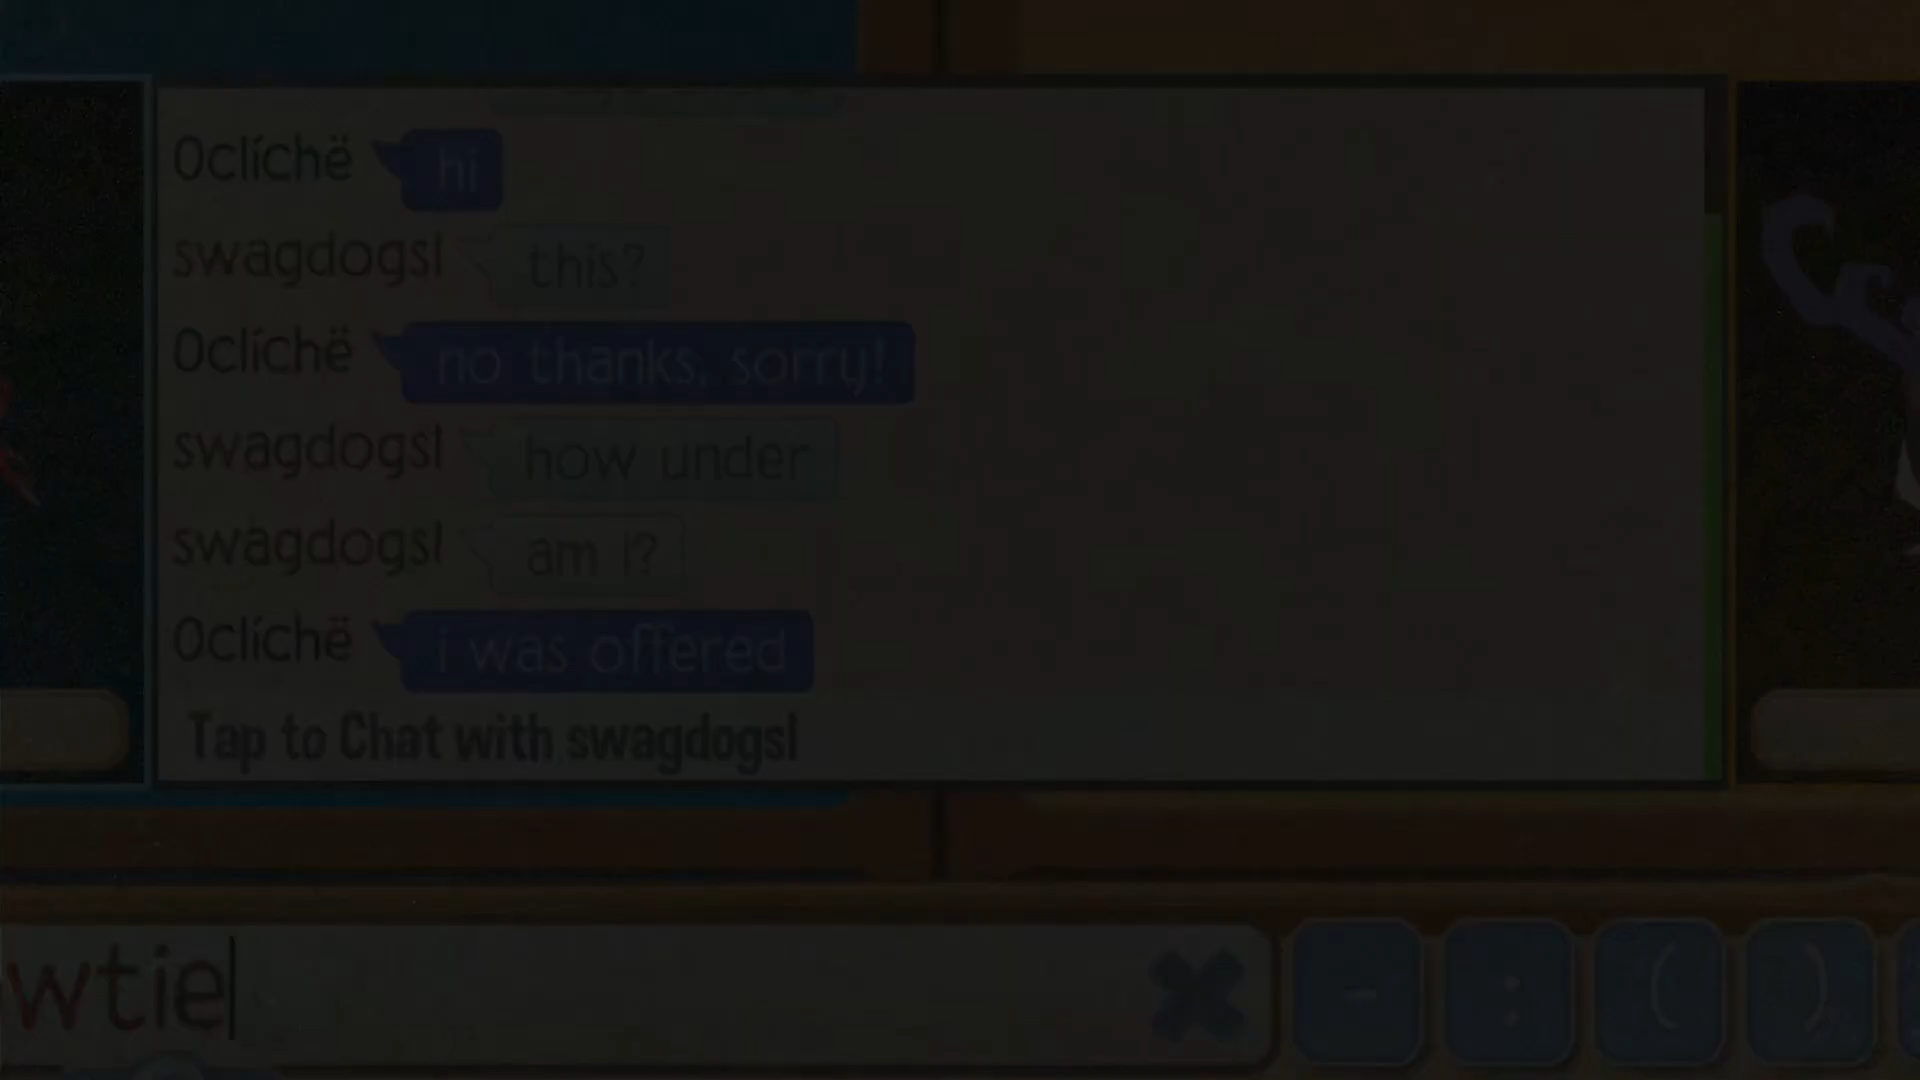 0clíchë hi
swagdogsl this?
0clíchë no thanks, sorry!
swagdogsl how under
swagdogsl am i?
0clíchë i was offered
Tap to Chat with swagdogsl
wtie
- : ( )